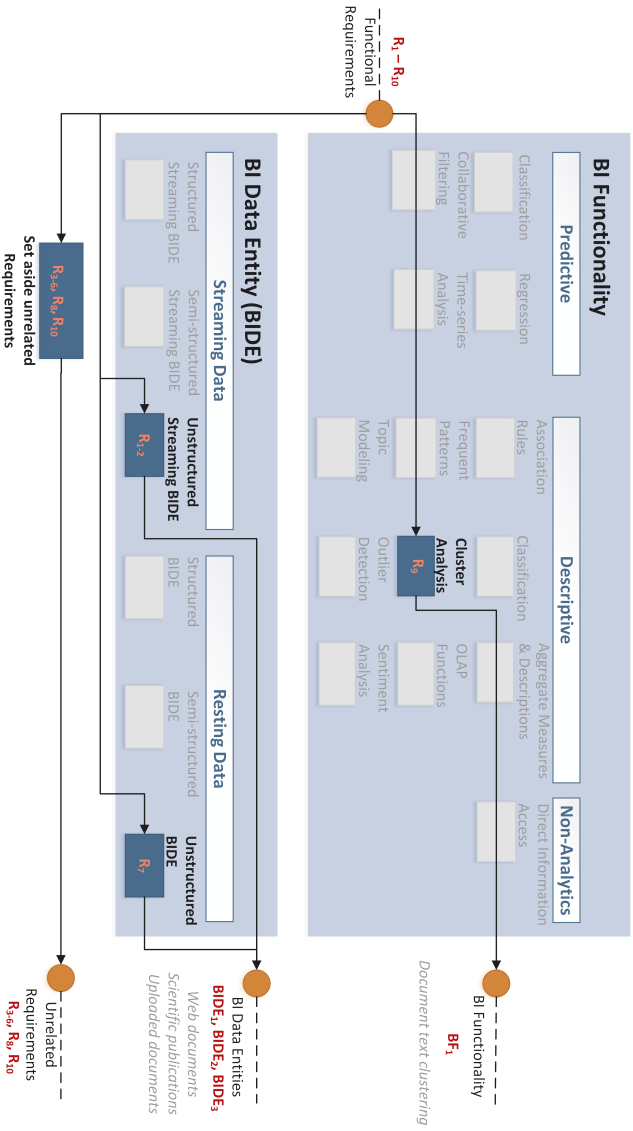 R1 – R10
Functional
Requirements
BI Functionality
Predictive
Classification
Regression
Collaborative
Filtering
Time-series
Analysis
Descriptive
Association
Rules
Classification
Aggregate Measures
& Descriptions
Frequent
Patterns
Cluster
Analysis
R9
OLAP
Functions
Topic
Modeling
Outlier
Detection
Sentiment
Analysis
Non-Analytics
Direct Information
Access
BI Functionality
BF1
Document text clustering
BI Data Entity (BIDE)
Streaming Data
Structured
Streaming BIDE
Semi-structured
Streaming BIDE
Unstructured
Streaming BIDE
R1-2
Resting Data
Structured
BIDE
Semi-structured
BIDE
Unstructured
BIDE
R7
BI Data Entities
BIDE1, BIDE2, BIDE3
Web documents
Scientific publications
Uploaded documents
R3-6, R8, R10
Set aside unrelated
Requirements
Unrelated
Requirements
R3-6, R8, R10